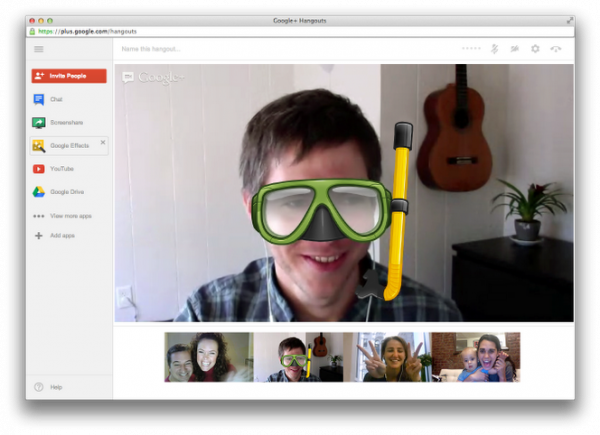 Google+ Hangouts
https://plus.google.com/hangouts
Name this hangout...
Invite People
Chat
Screenshare
Google Effects
YouTube
Google Drive
View more apps
Add apps
Help
Google+